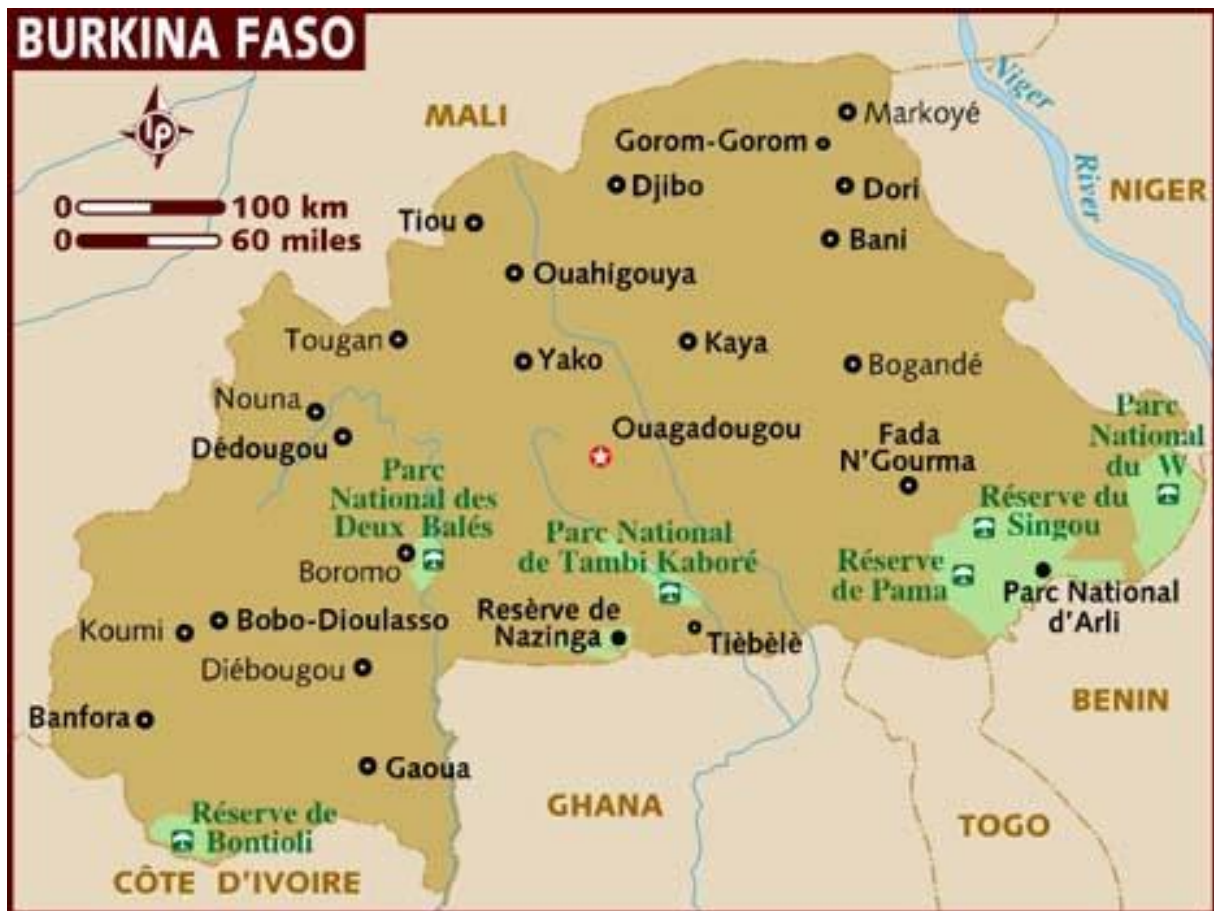 BURKINA FASO
lp
MALI
Niger
River
NIGER
0 100 km
0 60 miles
Markoyé
Gorom-Gorom
Djibo
Dori
Tiou
Bani
Ouahigouya
Tougan
Yako
Kaya
Bogandé
Nouna
Dédougou
Ouagadougou
Fada
N'Gourma
Parc
National
du W
Parc
National des
Deux Balés
Boromo
Parc National
de Tambi Kaboré
Réserve du
Singou
Réserve
de Pama
Parc National
d'Arli
Koumi
Bobo-Dioulasso
Resèrve de
Nazinga
Tièbèlè
Diébougou
Banfora
Gaoua
BENIN
GHANA
TOGO
Réserve de
Bontioli
CÔTE D'IVOIRE